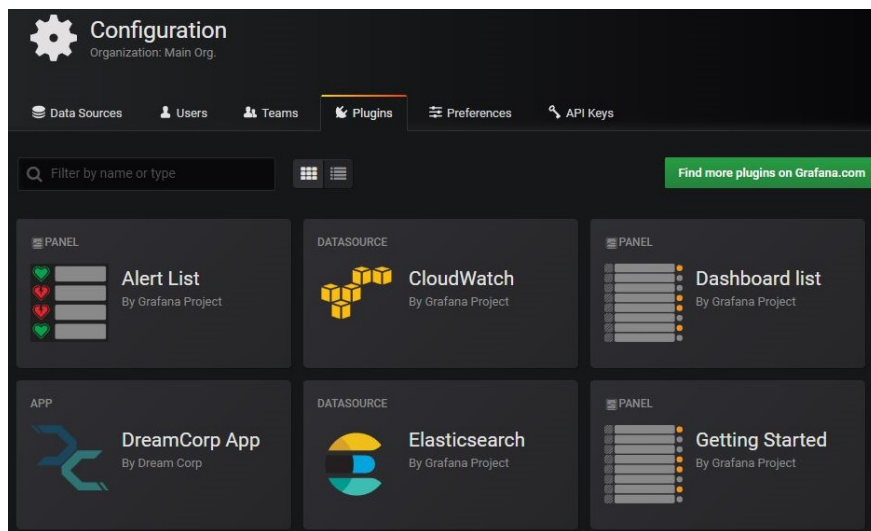 Configuration
Organization: Main Org.
Data Sources
Users
Teams
Plugins
Preferences
API Keys
Filter by name or type
Find more plugins on Grafana.com
PANEL
Alert List
By Grafana Project
DATASOURCE
CloudWatch
By Grafana Project
PANEL
Dashboard list
By Grafana Project
APP
DreamCorp App
By Dream Corp
DATASOURCE
Elasticsearch
By Grafana Project
PANEL
Getting Started
By Grafana Project